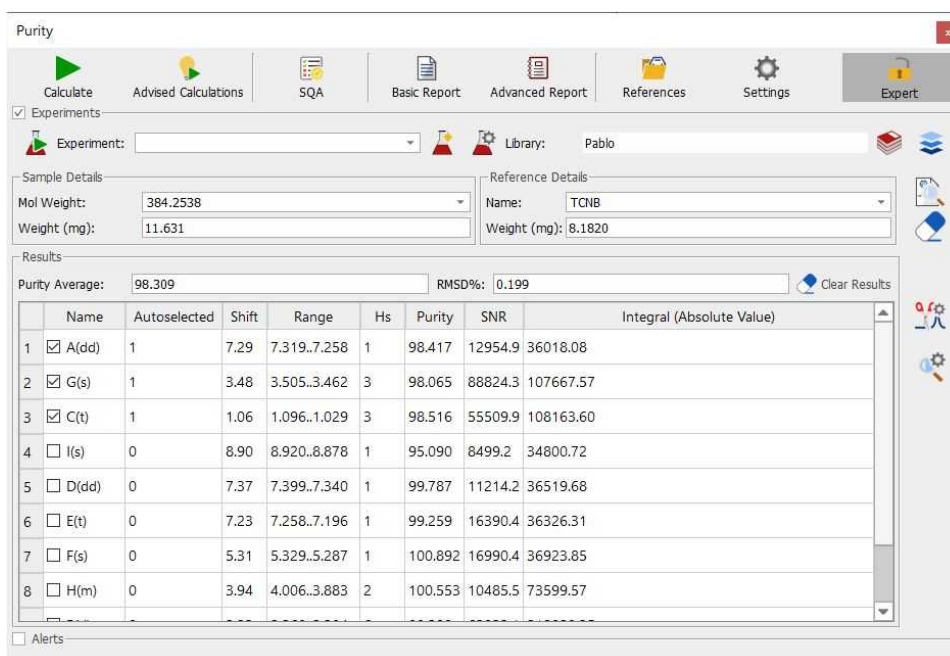 Purity
x
Calculate Advised Calculations SQA Basic Report Advanced Report References Settings Expert
Experiments
Experiment: Library: Pablo
Sample Details Reference Details
Mol Weight: 384.2538 Name: TCNB
Weight (mg): 11.631 Weight (mg): 8.1820
Results
Purity Average: 98.309 RMSD%: 0.199 Clear Results
Name Autoselected Shift Range Hs Purity SNR Integral (Absolute Value)
1 A(dd) 1 7.29 7.319..7.258 1 98.417 12954.9 36018.08
2 G(s) 1 3.48 3.505..3.462 3 98.065 88824.3 107667.57
3 C(t) 1 1.06 1.096..1.029 3 98.516 55509.9 108163.60
4 I(s) 0 8.90 8.920..8.878 1 95.090 8499.2 34800.72
5 D(dd) 0 7.37 7.399..7.340 1 99.787 11214.2 36519.68
6 E(t) 0 7.23 7.258..7.196 1 99.259 16390.4 36326.31
7 F(s) 0 5.31 5.329..5.287 1 100.892 16990.4 36923.85
8 H(m) 0 3.94 4.006..3.883 2 100.553 10485.5 73599.57
Alerts